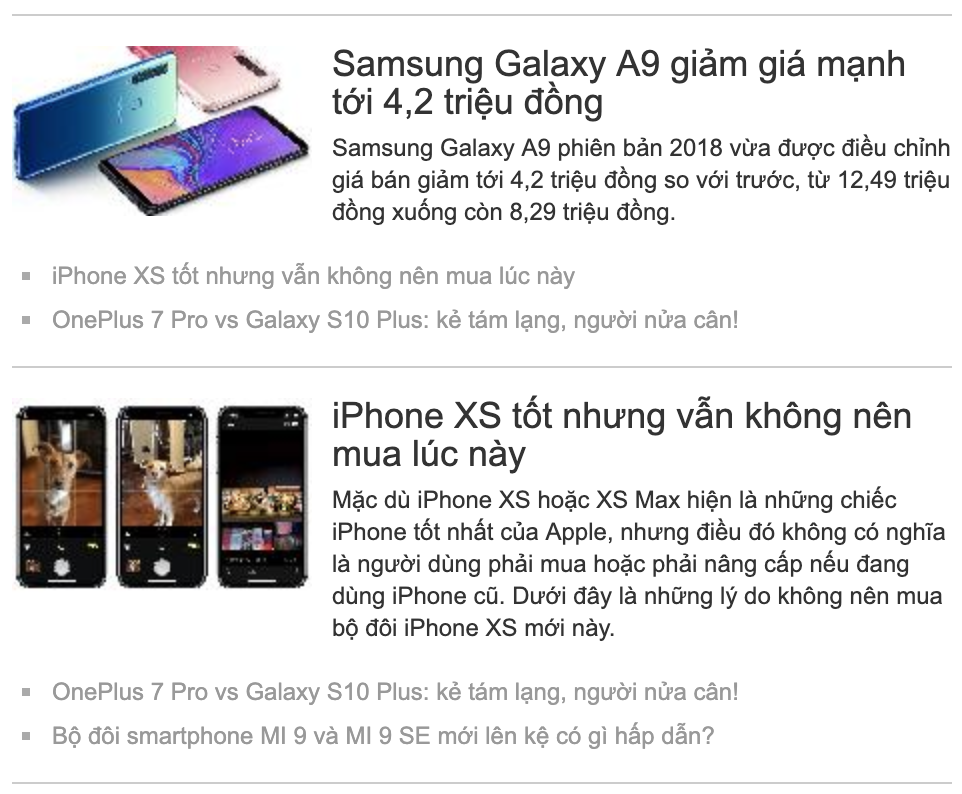 Samsung Galaxy A9 giảm giá mạnh
tới 4,2 triệu đồng
Samsung Galaxy A9 phiên bản 2018 vừa được điều chỉnh
giá bán giảm tới 4,2 triệu đồng so với trước, từ 12,49 triệu
đồng xuống còn 8,29 triệu đồng.
iPhone XS tốt nhưng vẫn không nên mua lúc này
OnePlus 7 Pro vs Galaxy S10 Plus: kẻ tám lạng, người nửa cân!
iPhone XS tốt nhưng vẫn không nên
mua lúc này
Mặc dù iPhone XS hoặc XS Max hiện là những chiếc
iPhone tốt nhất của Apple, nhưng điều đó không có nghĩa
là người dùng phải mua hoặc phải nâng cấp nếu đang
dùng iPhone cũ. Dưới đây là những lý do không nên mua
bộ đôi iPhone XS mới này.
OnePlus 7 Pro vs Galaxy S10 Plus: kẻ tám lạng, người nửa cân!
Bộ đôi smartphone MI 9 và MI 9 SE mới lên kệ có gì hấp dẫn?